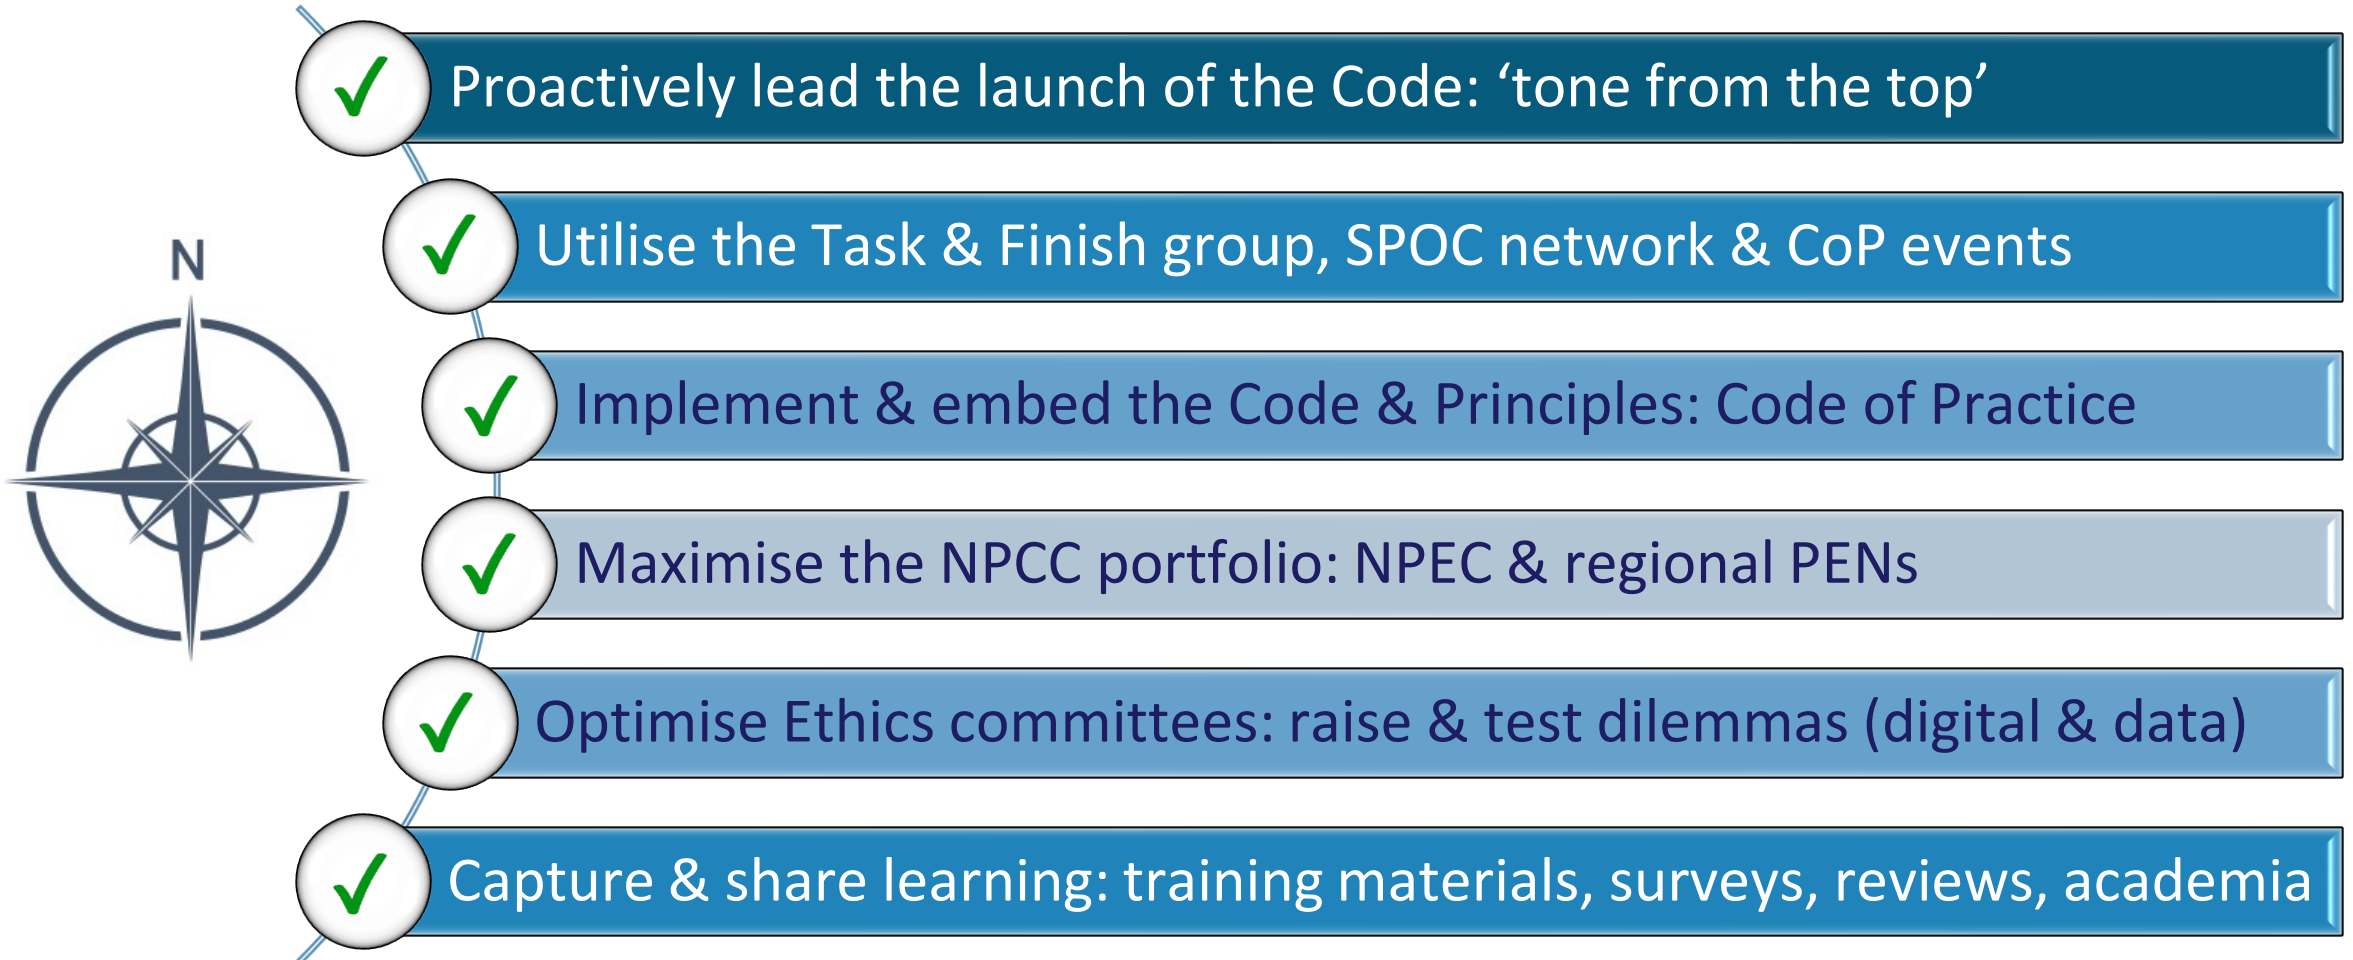 Proactively lead the launch of the Code: ‘tone from the top’
Utilise the Task & Finish group, SPOC network & CoP events
N
Implement & embed the Code & Principles: Code of Practice
Maximise the NPCC portfolio: NPEC & regional PENs
Optimise Ethics committees: raise & test dilemmas (digital & data)
Capture & share learning: training materials, surveys, reviews, academia